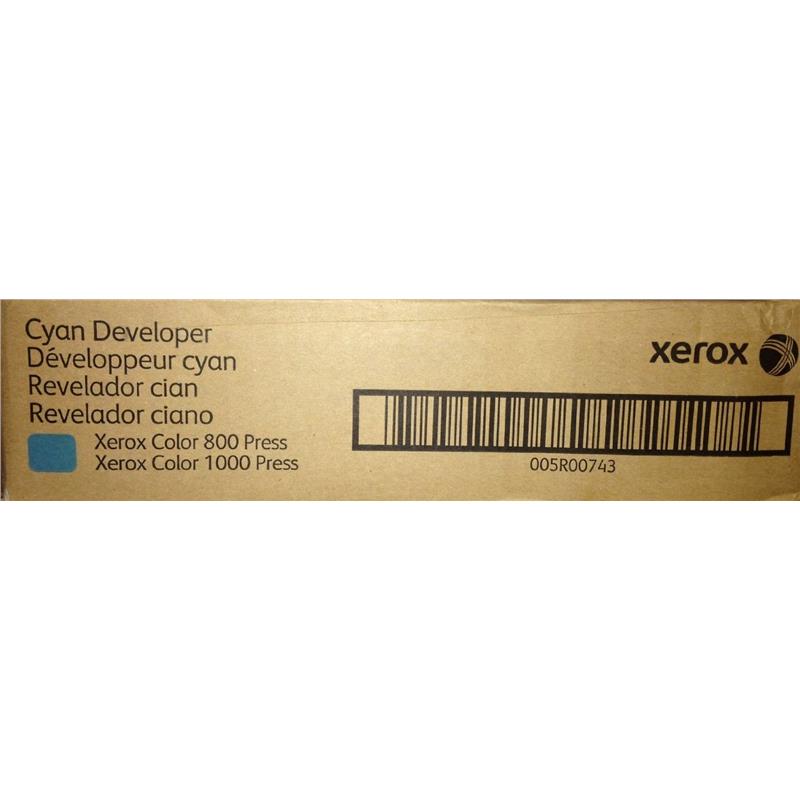 Cyan Developer
Développeur cyan
Revelador cian
Revelador ciano
Xerox Color 800 Press
Xerox Color 1000 Press
xerox
005R00743